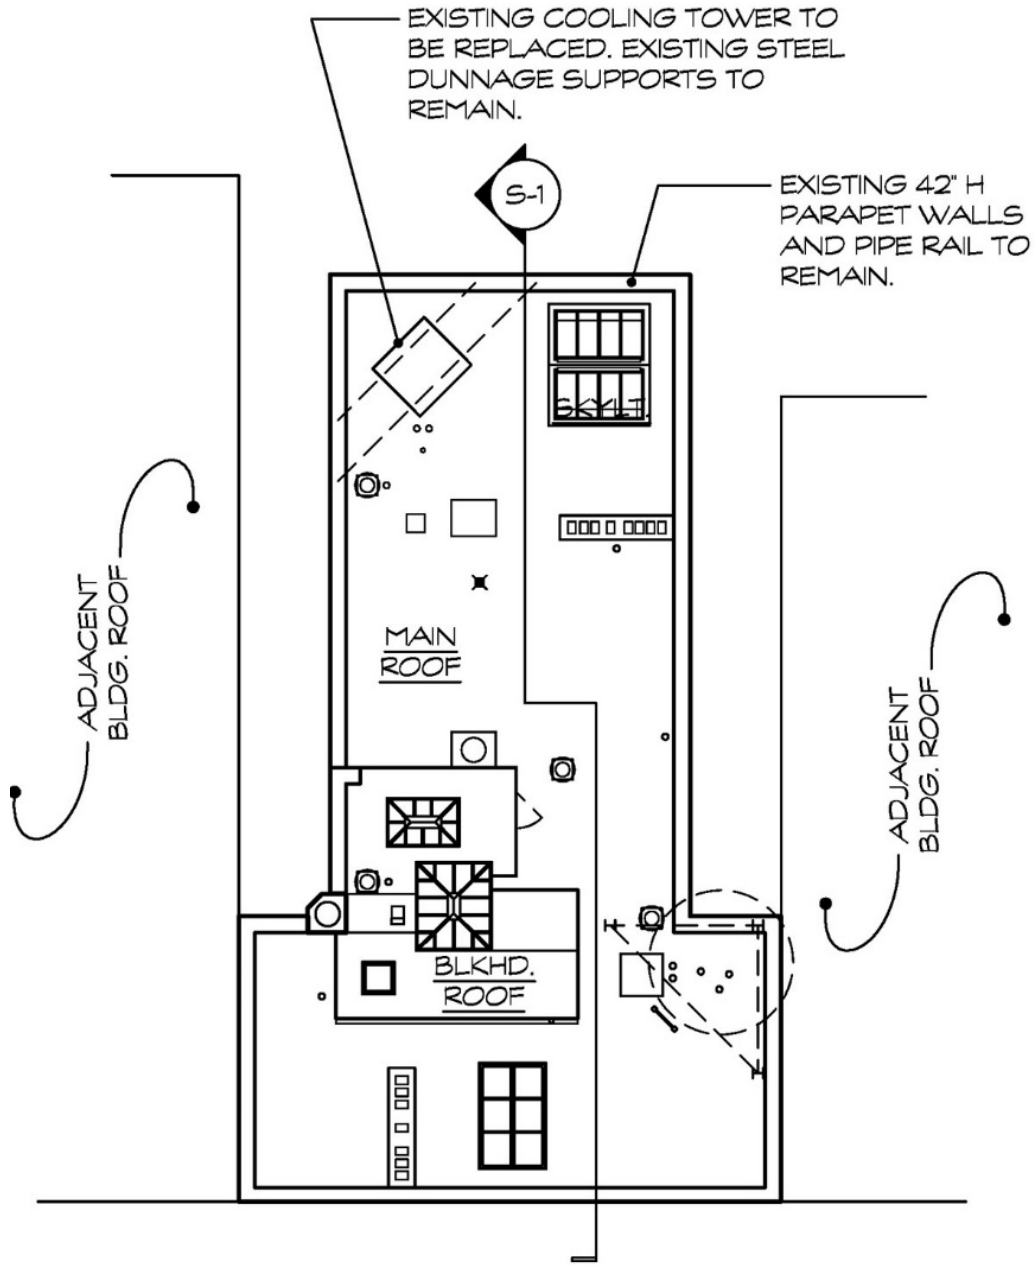 EXISTING COOLING TOWER TO
BE REPLACED. EXISTING STEEL
DUNNAGE SUPPORTS TO
REMAIN.
S-1
EXISTING 42" H
PARAPET WALLS
AND PIPE RAIL TO
REMAIN.
SKYLT.
ADJACENT
BLDG. ROOF
MAIN
ROOF
ADJACENT
BLDG. ROOF
BLKHD.
ROOF